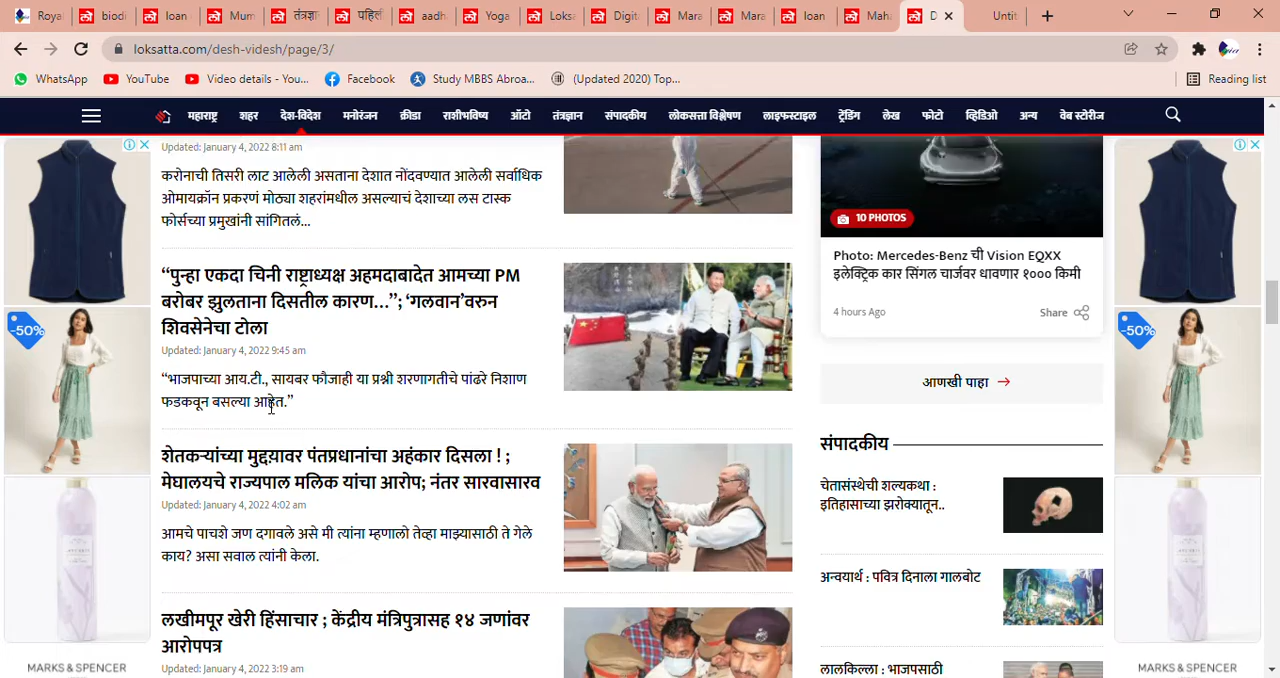 Royal
biodi
loan
Mum
तंत्रज्ञा
पहिली
aadh
Yoga
Loksa
Digita
Mara
Mara
loan
Maha
D
Untit
loksatta.com/desh-videsh/page/3/
WhatsApp
YouTube
Video details - You...
Facebook
Study MBBS Abroa...
(Updated 2020) Top...
Reading list
महाराष्ट्र
शहर
देश-विदेश
मनोरंजन
क्रीडा
राशीभविष्य
ऑटो
तंत्रज्ञान
संपादकीय
लोकसत्ता विश्लेषण
लाइफस्टाइल
ट्रेंडिंग
लेख
फोटो
व्हिडिओ
अन्य
वेब स्टोरीज
Updated: January 4, 2022 8:11 am
करोनाची तिसरी लाट आलेली असताना देशात नोंदवण्यात आलेली सर्वाधिक
ओमायक्रॉन प्रकरणं मोठ्या शहरांमधील असल्याचं देशाच्या लस टास्क
फोर्सच्या प्रमुखांनी सांगितलं...
“पुन्हा एकदा चिनी राष्ट्राध्यक्ष अहमदाबादेत आमच्या PM
बरोबर झुलताना दिसतील कारण...”; ‘गलवान’वरुन
शिवसेनेचा टोला
Updated: January 4, 2022 9:45 am
“भाजपाच्या आय.टी., सायबर फौजाही या प्रश्नी शरणागतीचे पांढरे निशाण
फडकवून बसल्या आहेत.”
शेतकऱ्यांच्या मुद्दय़ावर पंतप्रधानांचा अहंकार दिसला ! ;
मेघालयचे राज्यपाल मलिक यांचा आरोप; नंतर सारवासारव
Updated: January 4, 2022 4:02 am
आमचे पाचशे जण दगावले असे मी त्यांना म्हणालो तेव्हा माझ्यासाठी ते गेले
काय? असा सवाल त्यांनी केला.
लखीमपूर खेरी हिंसाचार ; केंद्रीय मंत्रिपुत्रासह १४ जणांवर
आरोपपत्र
Updated: January 4, 2022 3:19 am
10 PHOTOS
Photo: Mercedes-Benz ची Vision EQXX
इलेक्ट्रिक कार सिंगल चार्जवर धावणार १००० किमी
4 hours Ago
Share
आणखी पाहा
संपादकीय
चेतासंस्थेची शल्यकथा :
इतिहासाच्या झरोक्यातून..
अन्वयार्थ : पवित्र दिनाला गालबोट
लालकिल्ला : भाजपसाठी
-50%
MARKS & SPENCER
-50%
MARKS & SPENCER